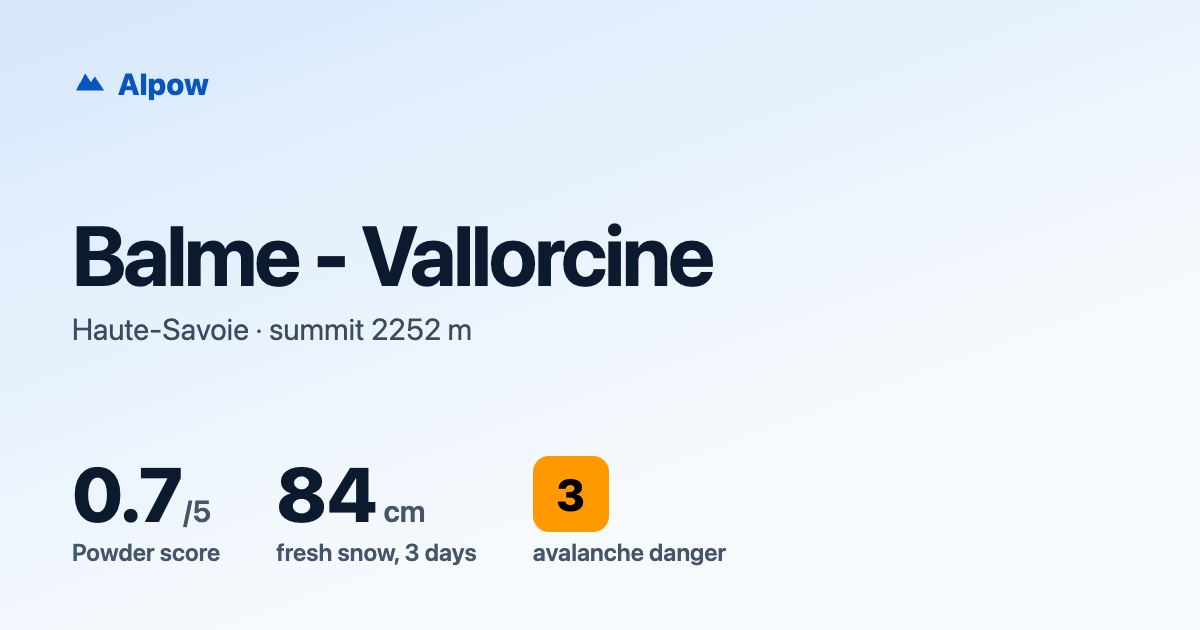 Alpow
Balme - Vallorcine
Haute-Savoie · summit 2252 m
0.7/5
Powder score
84 cm
fresh snow, 3 days
3
avalanche danger